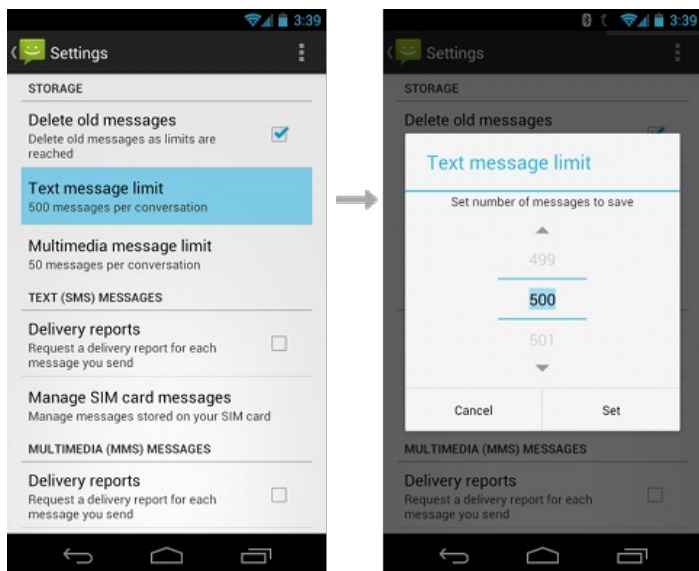 3:39
Settings
STORAGE
Delete old messages
Delete old messages as limits are
reached
Text message limit
500 messages per conversation
Multimedia message limit
50 messages per conversation
TEXT (SMS) MESSAGES
Delivery reports
Request a delivery report for each
message you send
Manage SIM card messages
Manage messages stored on your SIM card
MULTIMEDIA (MMS) MESSAGES
Delivery reports
Request a delivery report for each
message you send
3:39
Settings
STORAGE
Delete old messages
Text message limit
Set number of messages to save
499
500
501
Cancel
Set
MULTIMEDIA (MMS) MESSAGES
Delivery reports
Request a delivery report for each
message you send